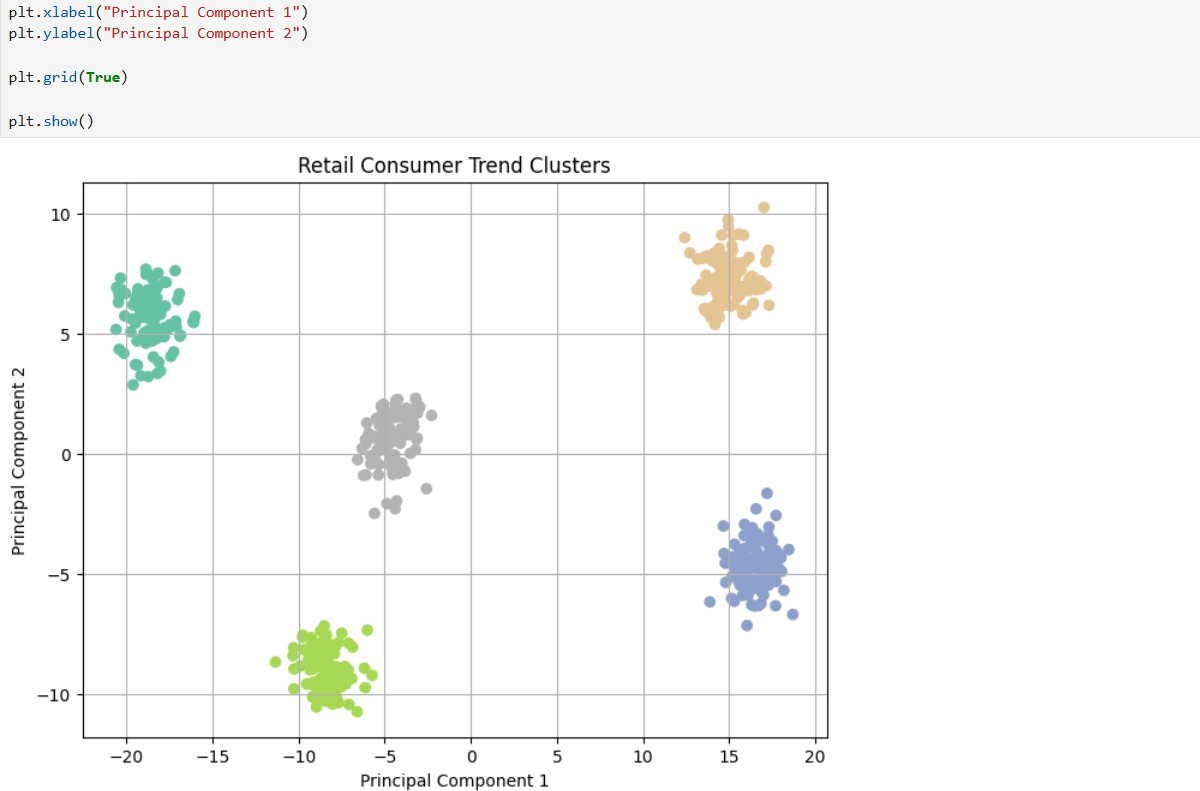 plt.xlabel("Principal Component 1")
plt.ylabel("Principal Component 2")
plt.grid(True)
plt.show()
Retail Consumer Trend Clusters
10
5
0
−5
−10
Principal Component 2
−20 −15 −10 −5 0 5 10 15 20
Principal Component 1